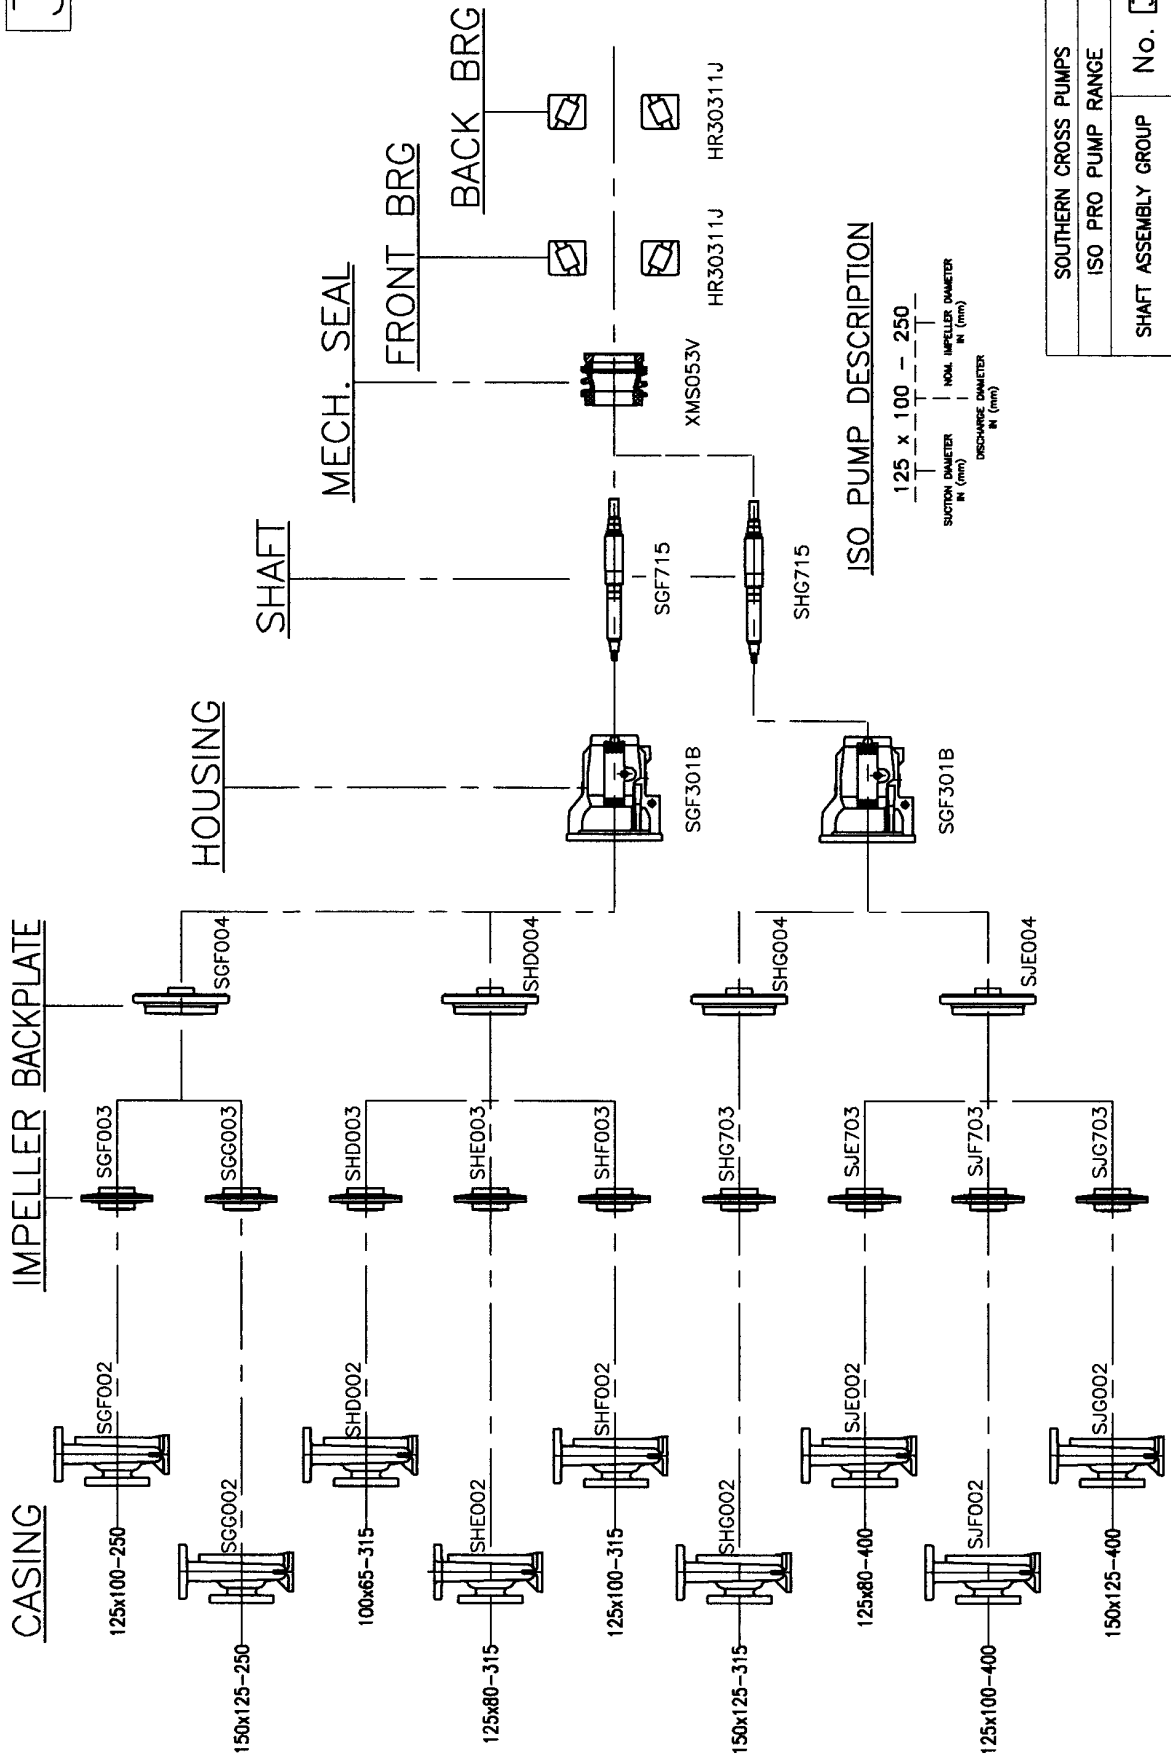 CASING
IMPELLER
BACKPLATE
HOUSING
SHAFT
MECH. SEAL
FRONT BRG
BACK BRG
125x100-250
SGF002
SGF003
SGF004
150x125-250
SGG002
SGG003
100x65-315
SHD002
SHD003
125x80-315
SHE002
SHE003
SHD004
125x100-315
SHF002
SHF003
SGF301B
SGF715
XMS053V
HR30311J
HR30311J
150x125-315
SHG002
SHG703
SHG004
SHG715
125x80-400
SJE002
SJE703
SGF301B
125x100-400
SJF002
SJF703
SJE004
150x125-400
SJG002
SJG703
ISO PUMP DESCRIPTION
125 x 100 - 250
SUCTION DIAMETER
IN (mm)
NOM. IMPELLER DIAMETER
IN (mm)
DISCHARGE DIAMETER
IN (mm)
SOUTHERN CROSS PUMPS
ISO PRO PUMP RANGE
SHAFT ASSEMBLY GROUP
No.